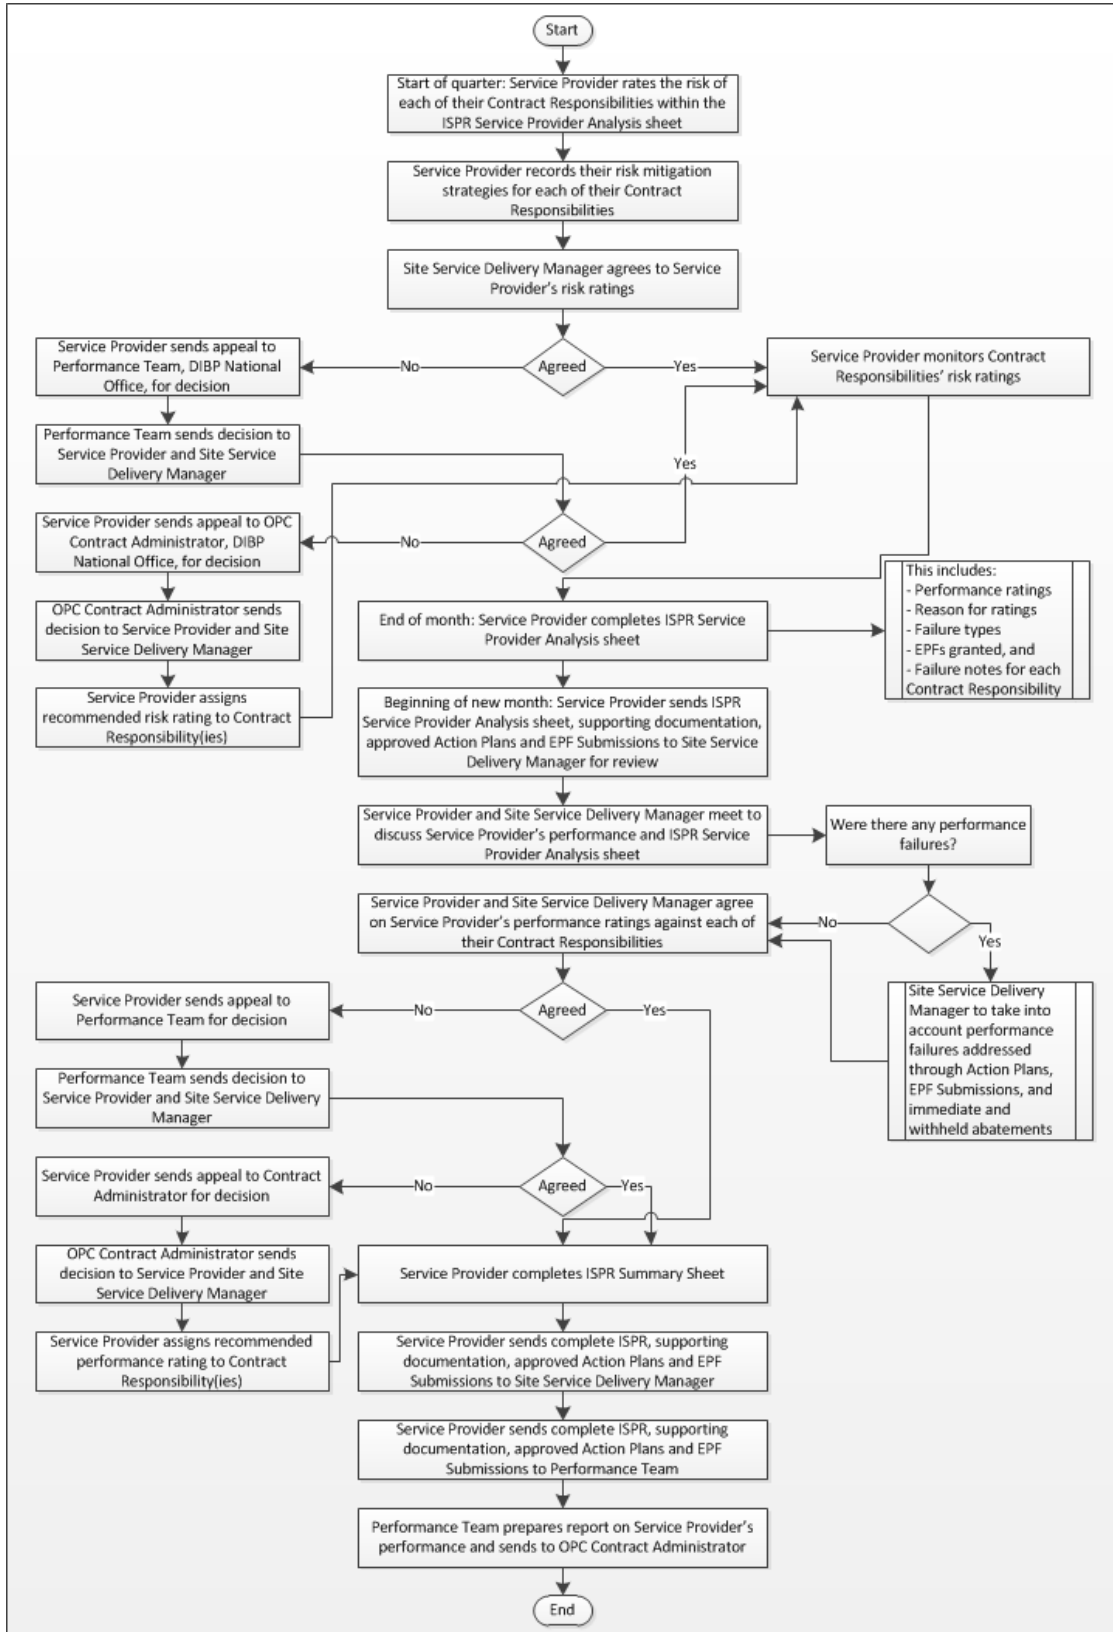 Start
Start of quarter: Service Provider rates the risk of
each of their Contract Responsibilities within the
ISPR Service Provider Analysis sheet
Service Provider records their risk mitigation
strategies for each of their Contract
Responsibilities
Site Service Delivery Manager agrees to Service
Provider's risk ratings
Service Provider sends appeal to
Performance Team, DIBP National
Office, for decision
No
Agreed
Yes
Service Provider monitors Contract
Responsibilities' risk ratings
Performance Team sends decision to
Service Provider and Site Service
Delivery Manager
Yes
Service Provider sends appeal to OPC
Contract Administrator, DIBP
National Office, for decision
No
Agreed
OPC Contract Administrator sends
decision to Service Provider and Site
Service Delivery Manager
End of month: Service Provider completes ISPR Service
Provider Analysis sheet
This includes:
- Performance ratings
- Reason for ratings
- Failure types
- EPFs granted, and
- Failure notes for each
Contract Responsibility
Service Provider assigns
recommended risk rating to Contract
Responsibility(ies)
Beginning of new month: Service Provider sends ISPR
Service Provider Analysis sheet, supporting documentation,
approved Action Plans and EPF Submissions to Site Service
Delivery Manager for review
Service Provider and Site Service Delivery Manager meet to
discuss Service Provider's performance and ISPR Service
Provider Analysis sheet
Were there any performance
failures?
Service Provider and Site Service Delivery Manager agree
on Service Provider's performance ratings against each of
their Contract Responsibilities
No
Yes
Service Provider sends appeal to
Performance Team for decision
No
Agreed
Yes
Site Service Delivery
Manager to take into
account performance
failures addressed
through Action Plans,
EPF Submissions, and
immediate and
withheld abatements
Performance Team sends decision to
Service Provider and Site Service Delivery
Manager
Service Provider sends appeal to Contract
Administrator for decision
No
Agreed
Yes
OPC Contract Administrator sends
decision to Service Provider and Site
Service Delivery Manager
Service Provider completes ISPR Summary Sheet
Service Provider assigns recommended
performance rating to Contract
Responsibility(ies)
Service Provider sends complete ISPR, supporting
documentation, approved Action Plans and EPF
Submissions to Site Service Delivery Manager
Service Provider sends complete ISPR, supporting
documentation, approved Action Plans and EPF
Submissions to Performance Team
Performance Team prepares report on Service Provider's
performance and sends to OPC Contract Administrator
End